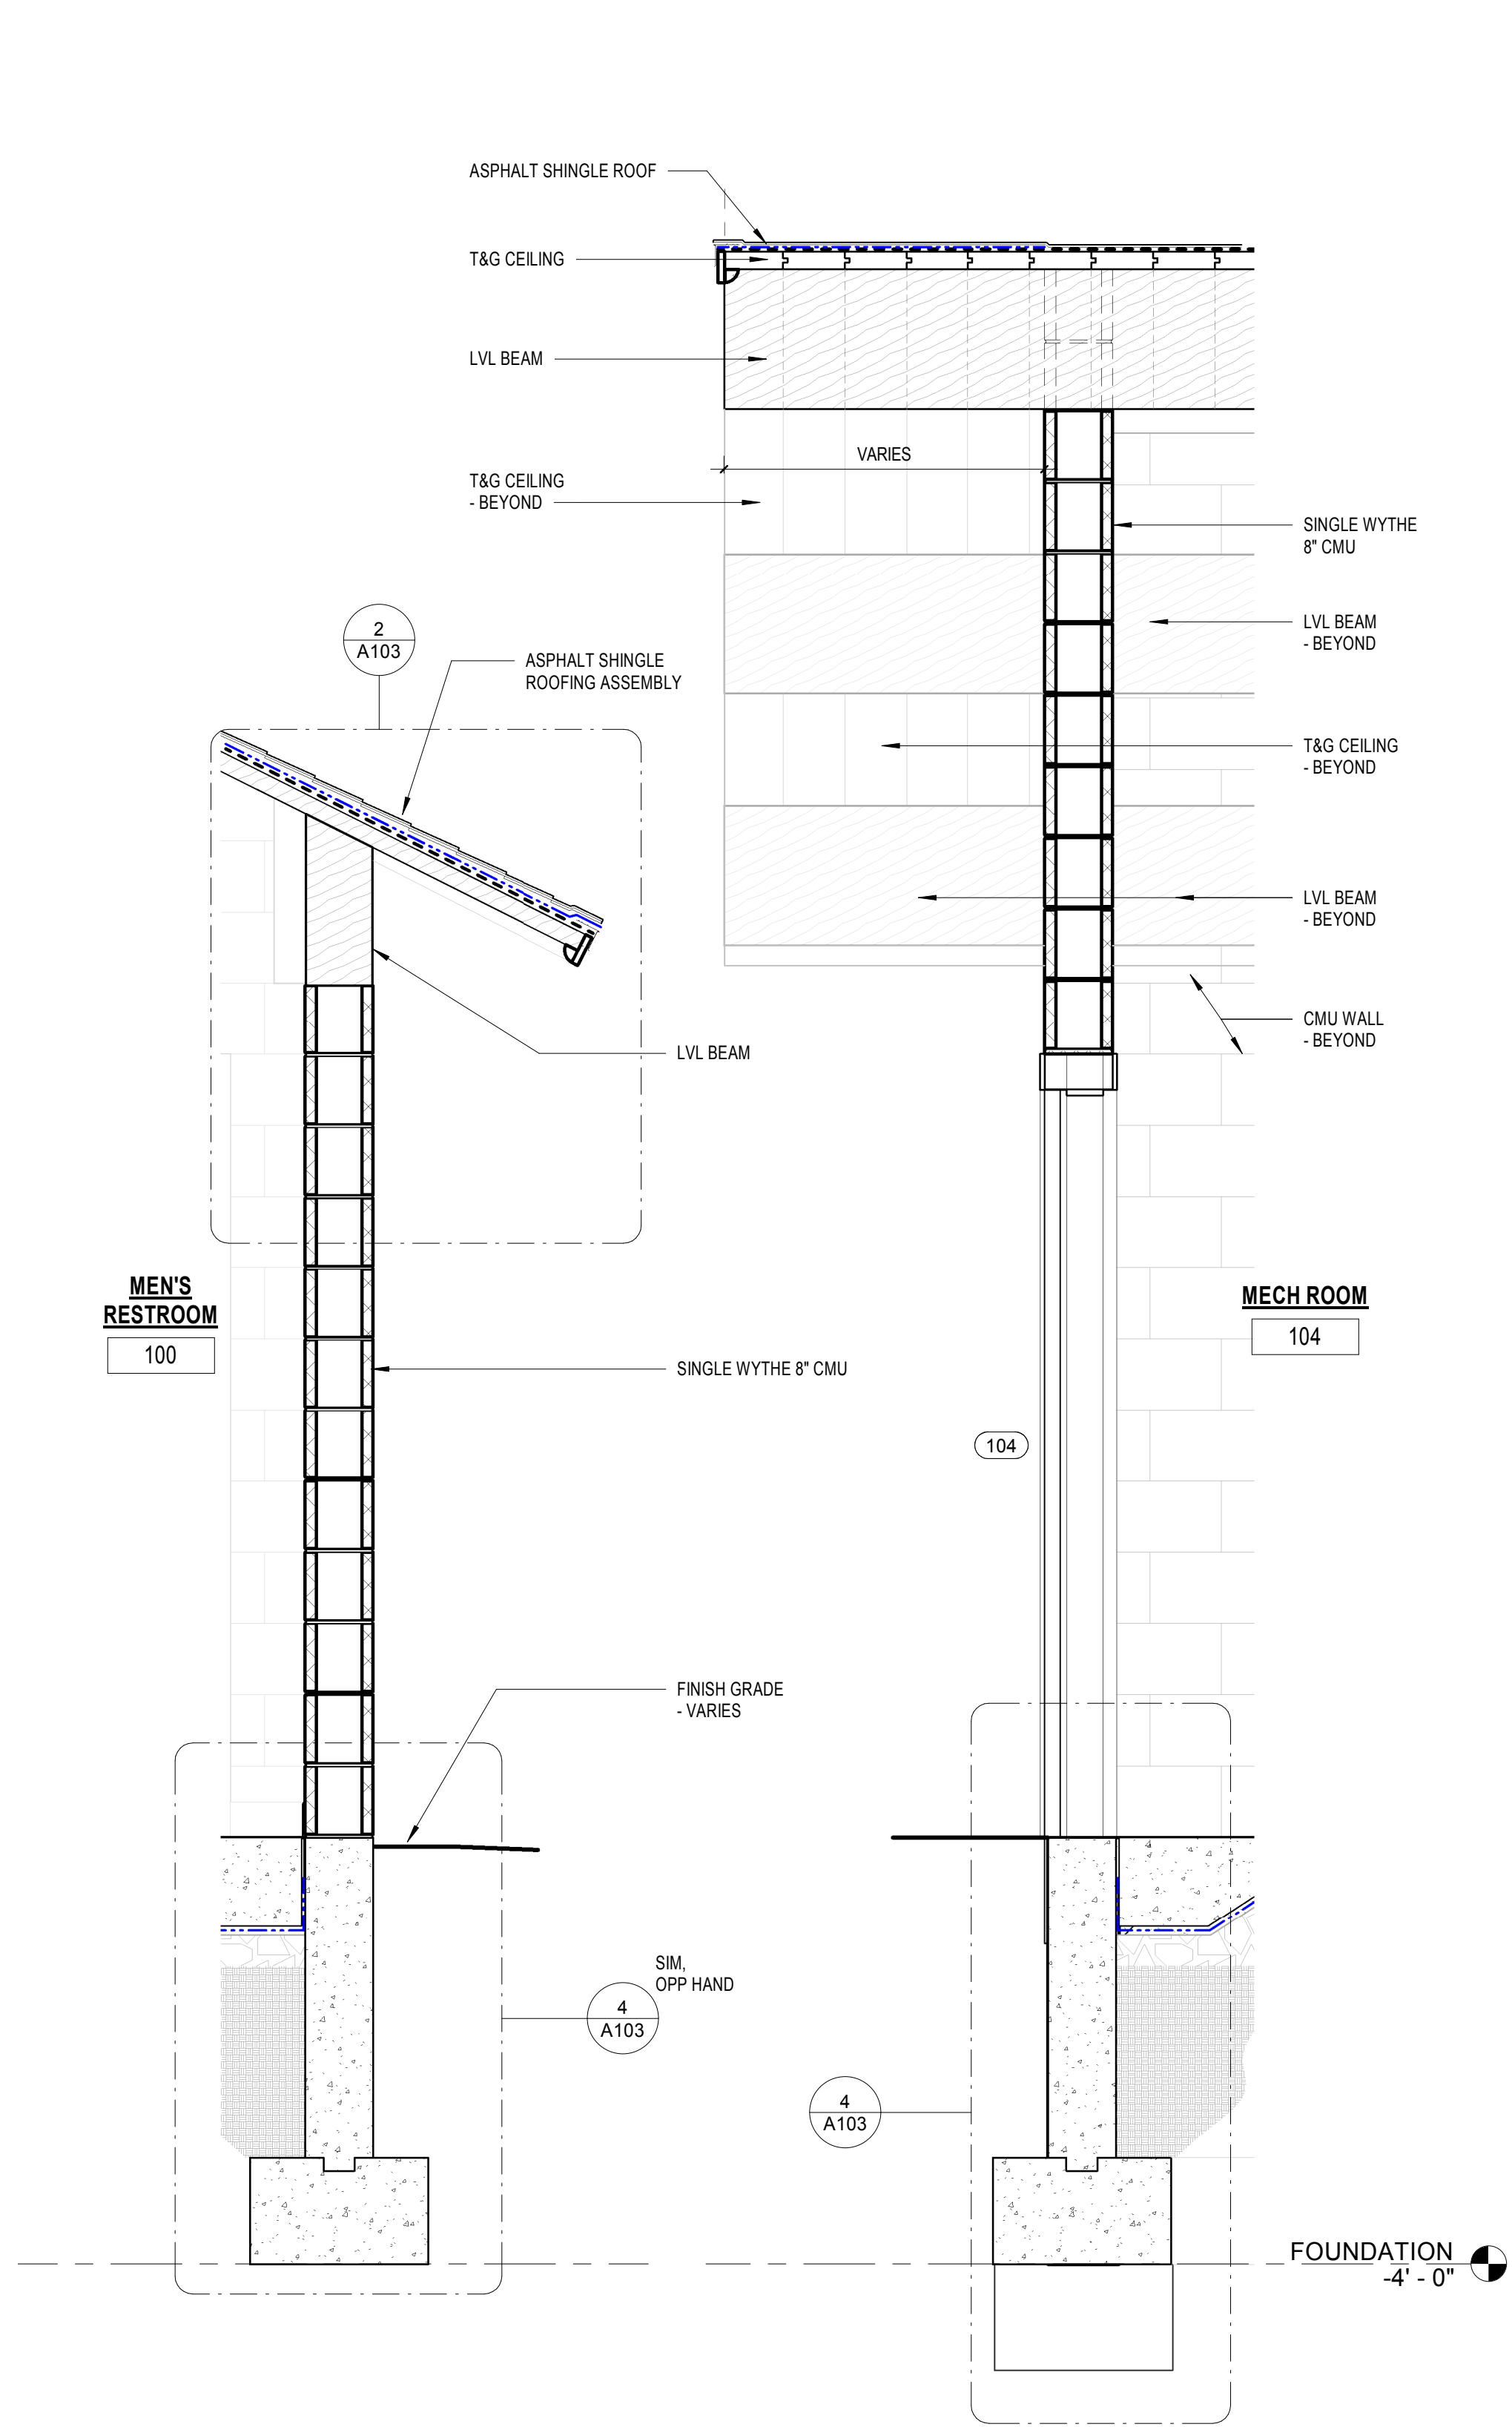 ASPHALT SHINGLE ROOF
T&G CEILING
LVL BEAM
VARIES
T&G CEILING
- BEYOND
SINGLE WYTHE
8" CMU
LVL BEAM
- BEYOND
2
A103
ASPHALT SHINGLE
ROOFING ASSEMBLY
T&G CEILING
- BEYOND
LVL BEAM
- BEYOND
CMU WALL
- BEYOND
LVL BEAM
MEN'S
RESTROOM
100
MECH ROOM
104
SINGLE WYTHE 8" CMU
104
FINISH GRADE
- VARIES
SIM,
OPP HAND
4
A103
4
A103
FOUNDATION
-4' - 0"